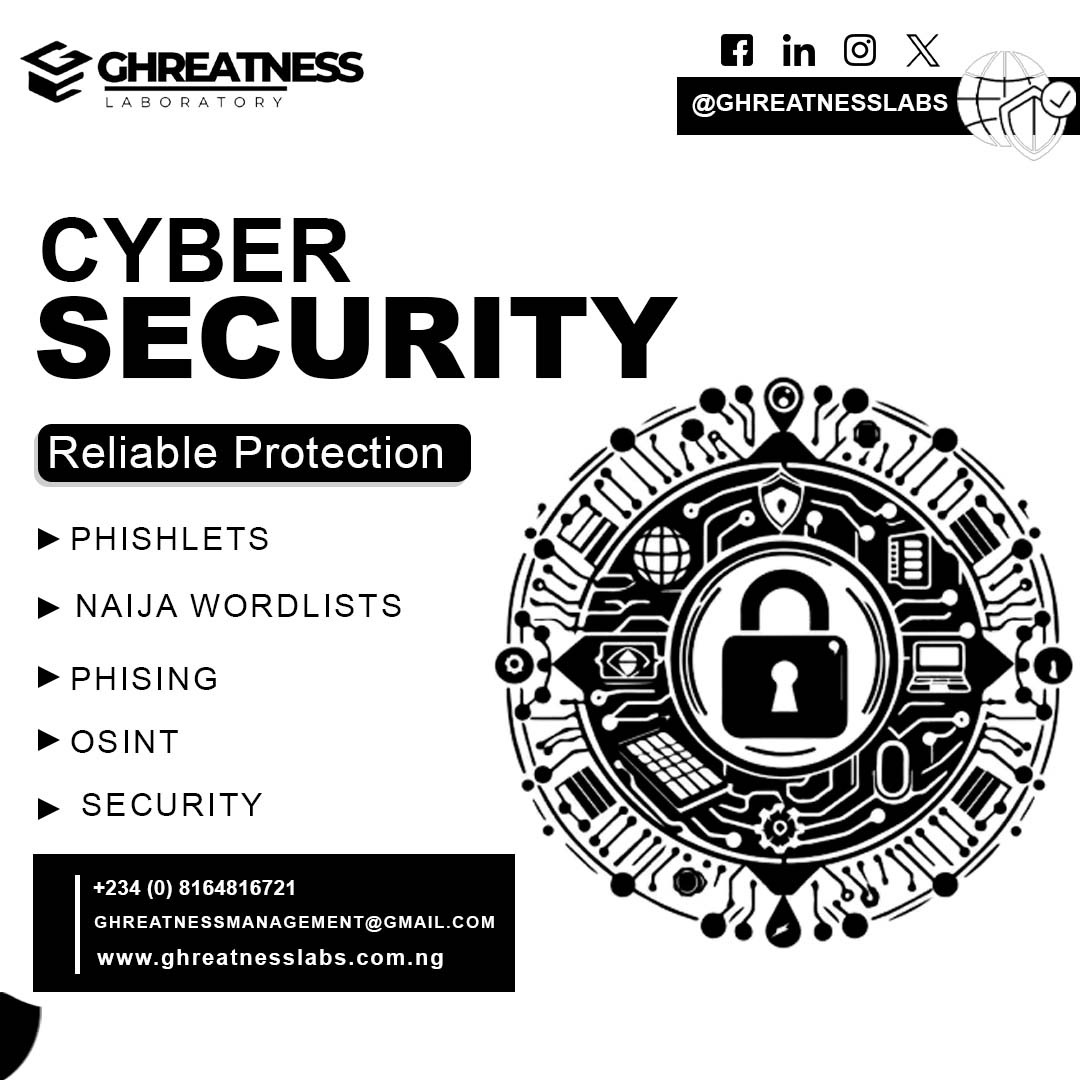 GHREATNESS
LABORATORY
@GHREATNESSLABS
CYBER
SECURITY
Reliable Protection
PHISHLETS
NAIJA WORDLISTS
PHISING
OSINT
SECURITY
+234 (0) 8164816721
GHREATNESSMANAGEMENT@GMAIL.COM
www.ghreatnesslabs.com.ng